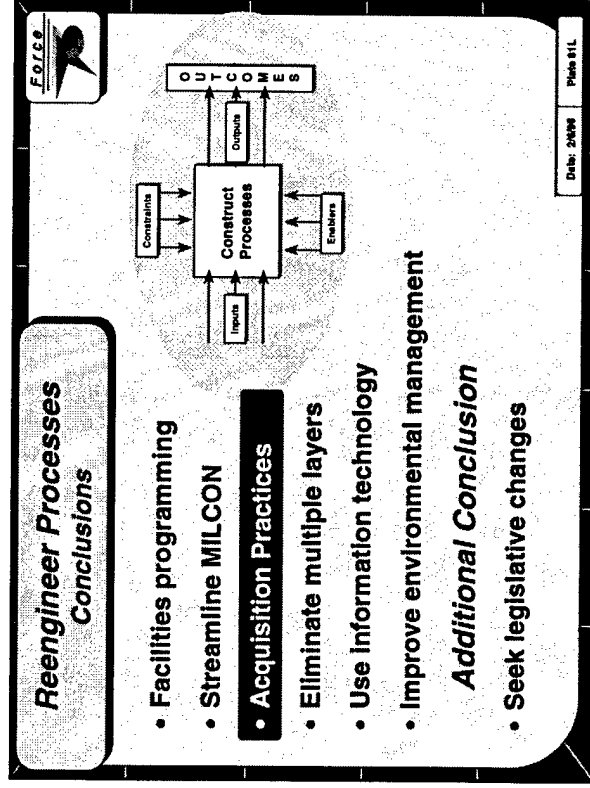 Reengineer Processes
Conclusions
Force
• Facilities programming
• Streamline MILCON
• Acquisition Practices
• Eliminate multiple layers
• Use information technology
• Improve environmental management
Additional Conclusion
• Seek legislative changes
Constraints
Inputs
Construct
Processes
Outputs
Enablers
OUTCOMES
Date: 2/6/96
Plate 81L